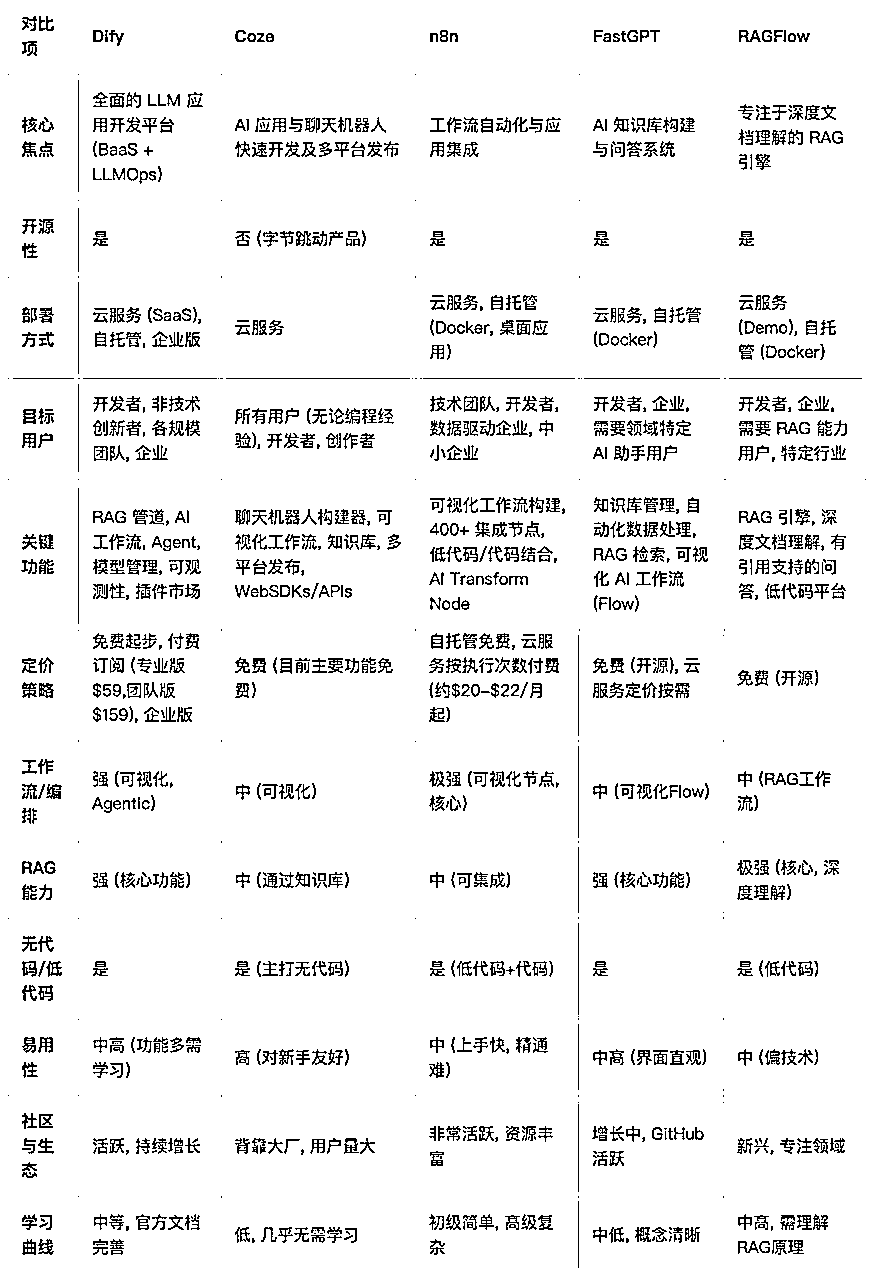 对比项 Dify Coze n8n FastGPT RAGFlow
核心焦点 全面的 LLM 应用开发平台 (BaaS + LLMOps) AI 应用与聊天机器人快速开发及多平台发布 工作流自动化与应用集成 AI 知识库构建与问答系统 专注于深度文档理解的 RAG 引擎
开源性 是 否 (字节跳动产品) 是 是 是
部署方式 云服务 (SaaS), 自托管, 企业版 云服务 云服务, 自托管 (Docker, 桌面应用) 云服务, 自托管 (Docker) 云服务 (Demo), 自托管 (Docker)
目标用户 开发者, 非技术创新者, 各规模团队, 企业 所有用户 (无论编程经验), 开发者, 创作者 技术团队, 开发者, 数据驱动企业, 中小企业 开发者, 企业, 需要领域特定 AI 助手用户 开发者, 企业, 需要 RAG 能力用户, 特定行业
关键功能 RAG 管道, AI 工作流, Agent, 模型管理, 可观测性, 插件市场 聊天机器人构建器, 可视化工作流, 知识库, 多平台发布, WebSDKs/APIs 可视化工作流构建, 400+ 集成节点, 低代码/代码结合, AI Transform Node 知识库管理, 自动化数据处理, RAG 检索, 可视化 AI 工作流 (Flow) RAG 引擎, 深度文档理解, 有引用支持的问答, 低代码平台
定价策略 免费起步, 付费订阅 (专业版 $59,团队版 $159), 企业版 免费 (目前主要功能免费) 自托管免费, 云服务按执行次数付费 (约$20–$22/月起) 免费 (开源), 云服务定价按需 免费 (开源)
工作流/编排 强 (可视化, Agentic) 中 (可视化) 极强 (可视化节点, 核心) 中 (可视化Flow) 中 (RAG工作流)
RAG 能力 强 (核心功能) 中 (通过知识库) 中 (可集成) 强 (核心功能) 极强 (核心, 深度理解)
无代码/低代码 是 是 (主打无代码) 是 (低代码+代码) 是 是 (低代码)
易用性 中高 (功能多需学习) 高 (对新手友好) 中 (上手快, 精通难) 中高 (界面直观) 中 (偏技术)
社区与生态 活跃, 持续增长 背靠大厂, 用户量大 非常活跃, 资源丰富 增长中, GitHub 活跃 新兴, 专注领域
学习曲线 中等, 官方文档完善 低, 几乎无需学习 初级简单, 高级复杂 中低, 概念清晰 中高, 需理解 RAG原理